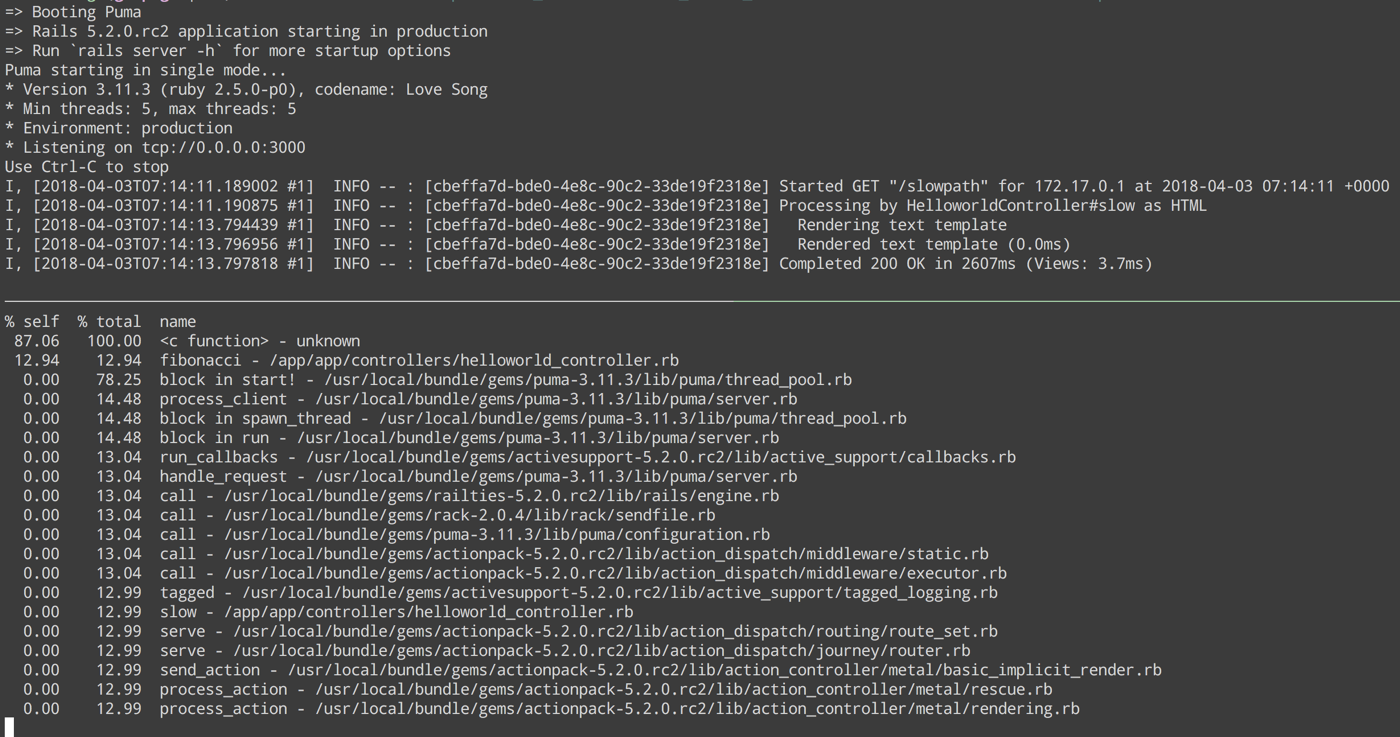 => Booting Puma
=> Rails 5.2.0.rc2 application starting in production
=> Run `rails server -h` for more startup options
Puma starting in single mode...
* Version 3.11.3 (ruby 2.5.0-p0), codename: Love Song
* Min threads: 5, max threads: 5
* Environment: production
* Listening on tcp://0.0.0.0:3000
Use Ctrl-C to stop
I, [2018-04-03T07:14:11.189002 #1]  INFO -- : [cbeffa7d-bde0-4e8c-90c2-33de19f2318e] Started GET "/slowpath" for 172.17.0.1 at 2018-04-03 07:14:11 +0000
I, [2018-04-03T07:14:11.190875 #1]  INFO -- : [cbeffa7d-bde0-4e8c-90c2-33de19f2318e] Processing by HelloworldController#slow as HTML
I, [2018-04-03T07:14:13.794439 #1]  INFO -- : [cbeffa7d-bde0-4e8c-90c2-33de19f2318e]   Rendering text template
I, [2018-04-03T07:14:13.796956 #1]  INFO -- : [cbeffa7d-bde0-4e8c-90c2-33de19f2318e]   Rendered text template (0.0ms)
I, [2018-04-03T07:14:13.797818 #1]  INFO -- : [cbeffa7d-bde0-4e8c-90c2-33de19f2318e] Completed 200 OK in 2607ms (Views: 3.7ms)
% self  % total  name
 87.06   100.00  <c function> - unknown
 12.94    12.94  fibonacci - /app/app/controllers/helloworld_controller.rb
  0.00    78.25  block in start! - /usr/local/bundle/gems/puma-3.11.3/lib/puma/thread_pool.rb
  0.00    14.48  process_client - /usr/local/bundle/gems/puma-3.11.3/lib/puma/server.rb
  0.00    14.48  block in spawn_thread - /usr/local/bundle/gems/puma-3.11.3/lib/puma/thread_pool.rb
  0.00    14.48  block in run - /usr/local/bundle/gems/puma-3.11.3/lib/puma/server.rb
  0.00    13.04  run_callbacks - /usr/local/bundle/gems/activesupport-5.2.0.rc2/lib/active_support/callbacks.rb
  0.00    13.04  handle_request - /usr/local/bundle/gems/puma-3.11.3/lib/puma/server.rb
  0.00    13.04  call - /usr/local/bundle/gems/railties-5.2.0.rc2/lib/rails/engine.rb
  0.00    13.04  call - /usr/local/bundle/gems/rack-2.0.4/lib/rack/sendfile.rb
  0.00    13.04  call - /usr/local/bundle/gems/puma-3.11.3/lib/puma/configuration.rb
  0.00    13.04  call - /usr/local/bundle/gems/actionpack-5.2.0.rc2/lib/action_dispatch/middleware/static.rb
  0.00    13.04  call - /usr/local/bundle/gems/actionpack-5.2.0.rc2/lib/action_dispatch/middleware/executor.rb
  0.00    12.99  tagged - /usr/local/bundle/gems/activesupport-5.2.0.rc2/lib/active_support/tagged_logging.rb
  0.00    12.99  slow - /app/app/controllers/helloworld_controller.rb
  0.00    12.99  serve - /usr/local/bundle/gems/actionpack-5.2.0.rc2/lib/action_dispatch/routing/route_set.rb
  0.00    12.99  serve - /usr/local/bundle/gems/actionpack-5.2.0.rc2/lib/action_dispatch/journey/router.rb
  0.00    12.99  send_action - /usr/local/bundle/gems/actionpack-5.2.0.rc2/lib/action_controller/metal/basic_implicit_render.rb
  0.00    12.99  process_action - /usr/local/bundle/gems/actionpack-5.2.0.rc2/lib/action_controller/metal/rescue.rb
  0.00    12.99  process_action - /usr/local/bundle/gems/actionpack-5.2.0.rc2/lib/action_controller/metal/rendering.rb